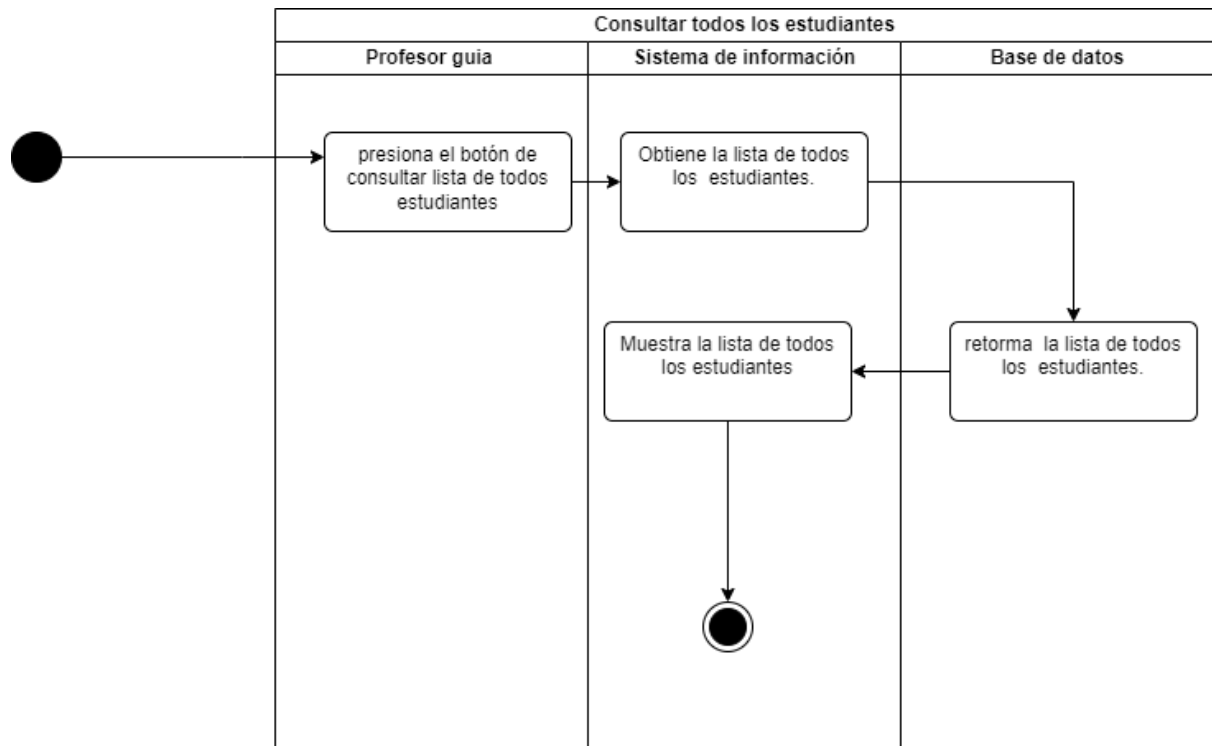 Consultar todos los estudiantes
Profesor guia
Sistema de información
Base de datos
presiona el botón de
consultar lista de todos
estudiantes
Obtiene la lista de todos
los estudiantes.
Muestra la lista de todos
los estudiantes
retorma la lista de todos
los estudiantes.